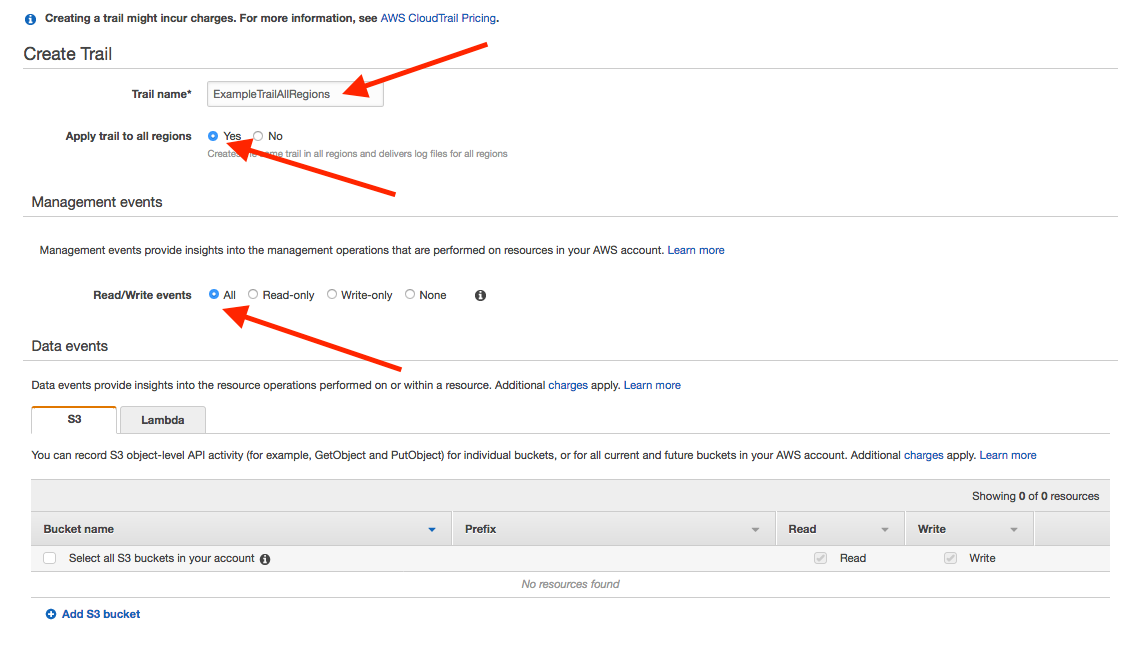 Creating a trail might incur charges. For more information, see AWS CloudTrail Pricing.
Create Trail
Trail name* ExampleTrailAllRegions
Apply trail to all regions Yes No
Creates the same trail in all regions and delivers log files for all regions
Management events
Management events provide insights into the management operations that are performed on resources in your AWS account. Learn more
Read/Write events All Read-only Write-only None
Data events
Data events provide insights into the resource operations performed on or within a resource. Additional charges apply. Learn more
S3 Lambda
You can record S3 object-level API activity (for example, GetObject and PutObject) for individual buckets, or for all current and future buckets in your AWS account. Additional charges apply. Learn more
Showing 0 of 0 resources
Bucket name Prefix Read Write
Select all S3 buckets in your account Read Write
No resources found
Add S3 bucket